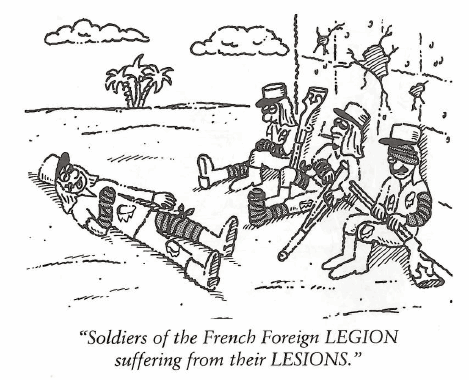 “Soldiers of the French Foreign LEGION
suffering from their LESIONS.”